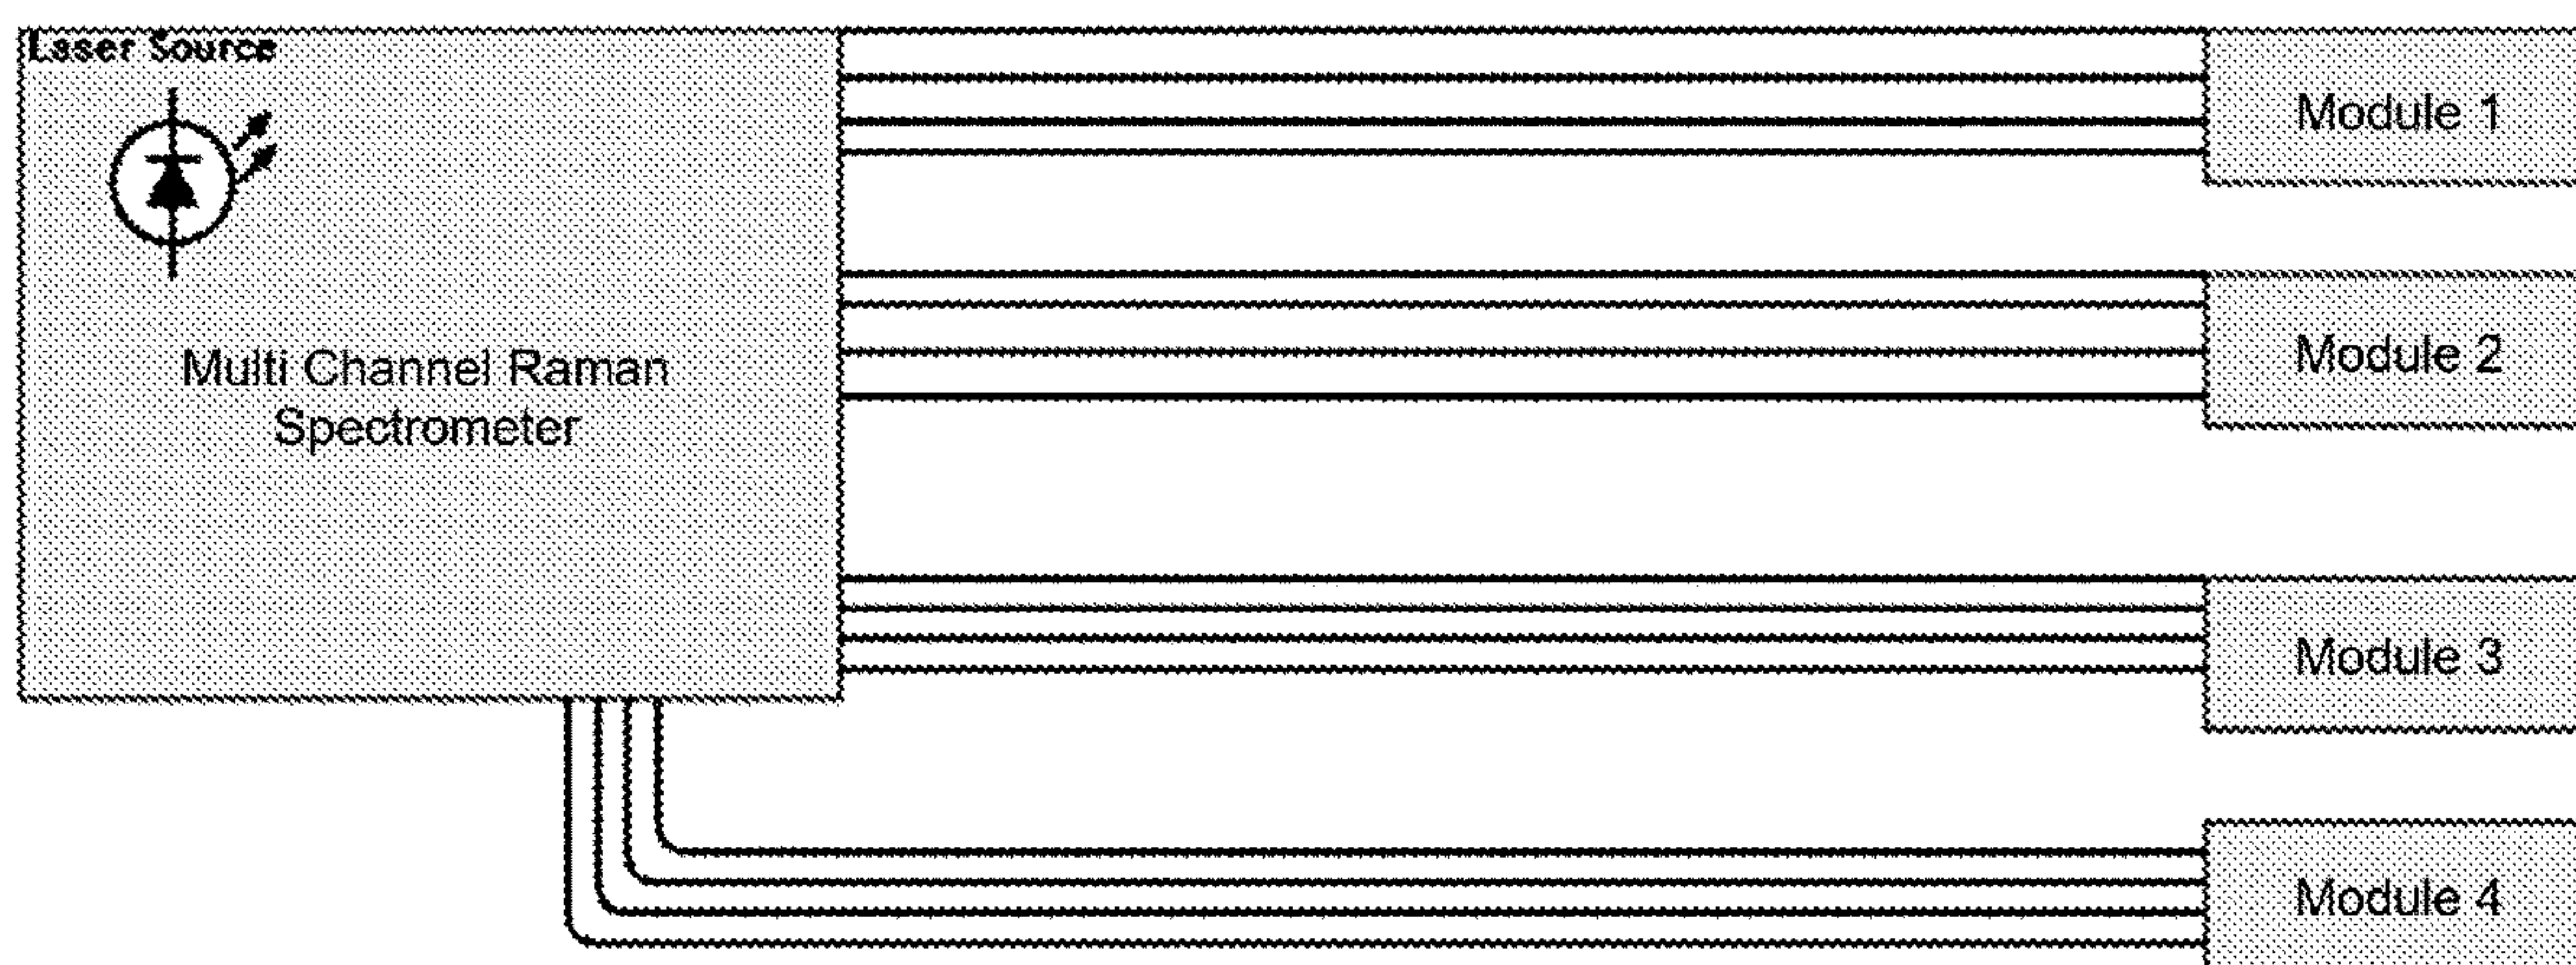 Laser Source
Multi Channel Raman
Spectrometer
Module 1
Module 2
Module 3
Module 4